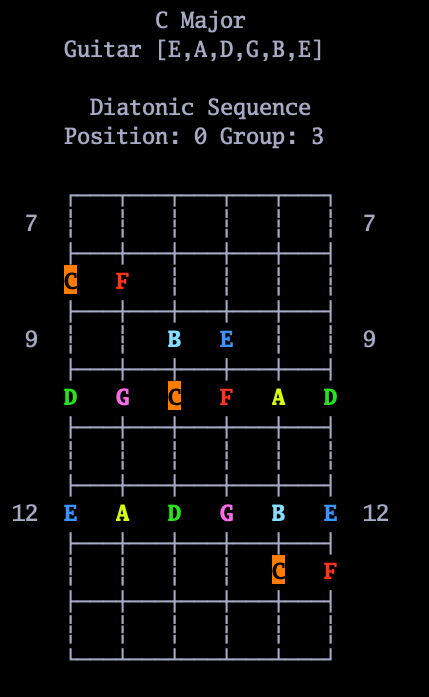 C Major
Guitar [E,A,D,G,B,E]
Diatonic Sequence
Position: 0 Group: 3
7 7
C F
9 B E 9
D G C F A D
12 E A D G B E 12
C F